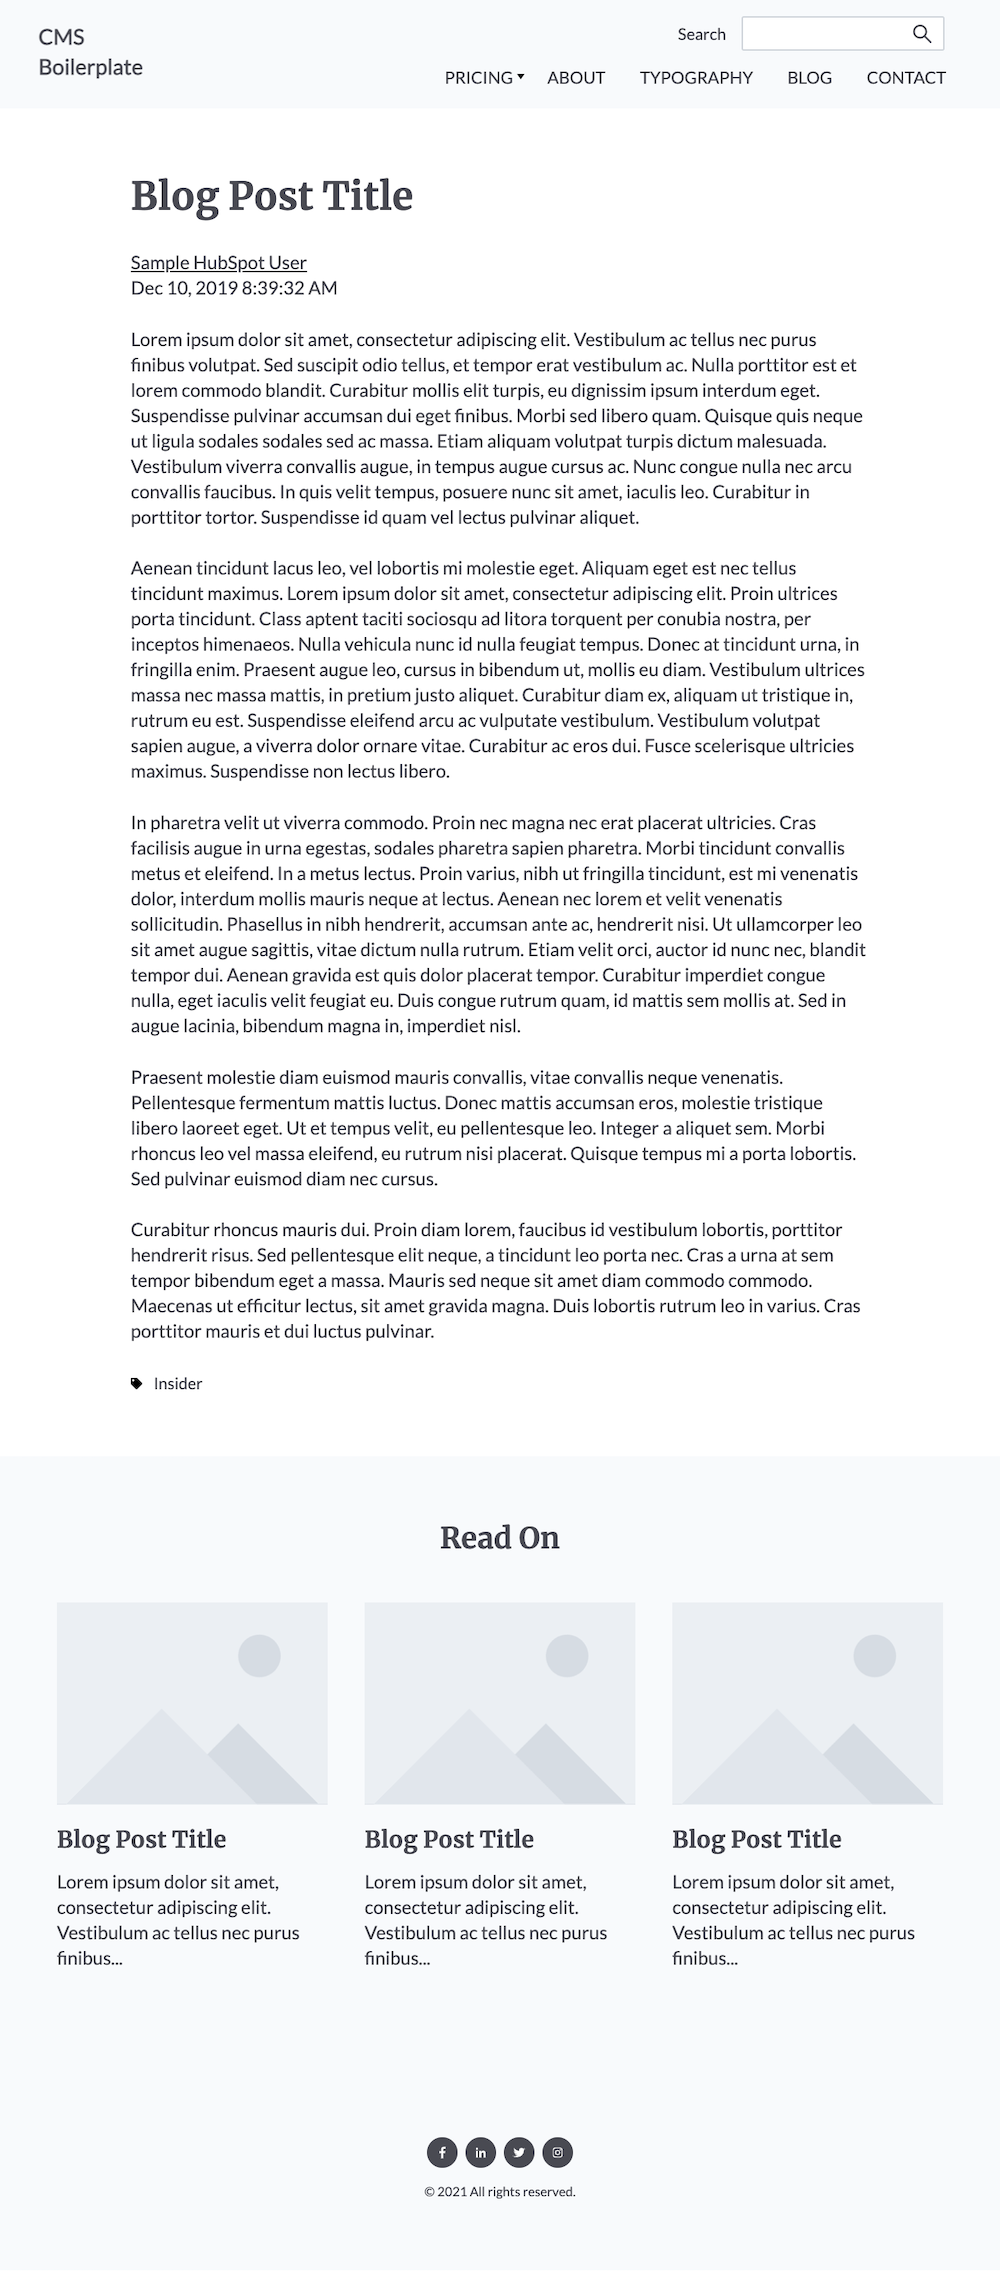 CMS
Boilerplate
Search
PRICING ABOUT TYPOGRAPHY BLOG CONTACT
Blog Post Title
Sample HubSpot User
Dec 10, 2019 8:39:32 AM
Lorem ipsum dolor sit amet, consectetur adipiscing elit. Vestibulum ac tellus nec purus
finibus volutpat. Sed suscipit odio tellus, et tempor erat vestibulum ac. Nulla porttitor est et
lorem commodo blandit. Curabitur mollis elit turpis, eu dignissim ipsum interdum eget.
Suspendisse pulvinar accumsan dui eget finibus. Morbi sed libero quam. Quisque quis neque
ut ligula sodales sodales sed ac massa. Etiam aliquam volutpat turpis dictum malesuada.
Vestibulum viverra convallis augue, in tempus augue cursus ac. Nunc congue nulla nec arcu
convallis faucibus. In quis velit tempus, posuere nunc sit amet, iaculis leo. Curabitur in
porttitor tortor. Suspendisse id quam vel lectus pulvinar aliquet.
Aenean tincidunt lacus leo, vel lobortis mi molestie eget. Aliquam eget est nec tellus
tincidunt maximus. Lorem ipsum dolor sit amet, consectetur adipiscing elit. Proin ultrices
porta tincidunt. Class aptent taciti sociosqu ad litora torquent per conubia nostra, per
inceptos himenaeos. Nulla vehicula nunc id nulla feugiat tempus. Donec at tincidunt urna, in
fringilla enim. Praesent augue leo, cursus in bibendum ut, mollis eu diam. Vestibulum ultrices
massa nec massa mattis, in pretium justo aliquet. Curabitur diam ex, aliquam ut tristique in,
rutrum eu est. Suspendisse eleifend arcu ac vulputate vestibulum. Vestibulum volutpat
sapien augue, a viverra dolor ornare vitae. Curabitur ac eros dui. Fusce scelerisque ultricies
maximus. Suspendisse non lectus libero.
In pharetra velit ut viverra commodo. Proin nec magna nec erat placerat ultricies. Cras
facilisis augue in urna egestas, sodales pharetra sapien pharetra. Morbi tincidunt convallis
metus et eleifend. In a metus lectus. Proin varius, nibh ut fringilla tincidunt, est mi venenatis
dolor, interdum mollis mauris neque at lectus. Aenean nec lorem et velit venenatis
sollicitudin. Phasellus in nibh hendrerit, accumsan ante ac, hendrerit nisi. Ut ullamcorper leo
sit amet augue sagittis, vitae dictum nulla rutrum. Etiam velit orci, auctor id nunc nec, blandit
tempor dui. Aenean gravida est quis dolor placerat tempor. Curabitur imperdiet congue
nulla, eget iaculis velit feugiat eu. Duis congue rutrum quam, id mattis sem mollis at. Sed in
augue lacinia, bibendum magna in, imperdiet nisl.
Praesent molestie diam euismod mauris convallis, vitae convallis neque venenatis.
Pellentesque fermentum mattis luctus. Donec mattis accumsan eros, molestie tristique
libero laoreet eget. Ut et tempus velit, eu pellentesque leo. Integer a aliquet sem. Morbi
rhoncus leo vel massa eleifend, eu rutrum nisi placerat. Quisque tempus mi a porta lobortis.
Sed pulvinar euismod diam nec cursus.
Curabitur rhoncus mauris dui. Proin diam lorem, faucibus id vestibulum lobortis, porttitor
hendrerit risus. Sed pellentesque elit neque, a tincidunt leo porta nec. Cras a urna at sem
tempor bibendum eget a massa. Mauris sed neque sit amet diam commodo commodo.
Maecenas ut efficitur lectus, sit amet gravida magna. Duis lobortis rutrum leo in varius. Cras
porttitor mauris et dui luctus pulvinar.
Insider
Read On
Blog Post Title
Lorem ipsum dolor sit amet,
consectetur adipiscing elit.
Vestibulum ac tellus nec purus
finibus...
Blog Post Title
Lorem ipsum dolor sit amet,
consectetur adipiscing elit.
Vestibulum ac tellus nec purus
finibus...
Blog Post Title
Lorem ipsum dolor sit amet,
consectetur adipiscing elit.
Vestibulum ac tellus nec purus
finibus...
© 2021 All rights reserved.